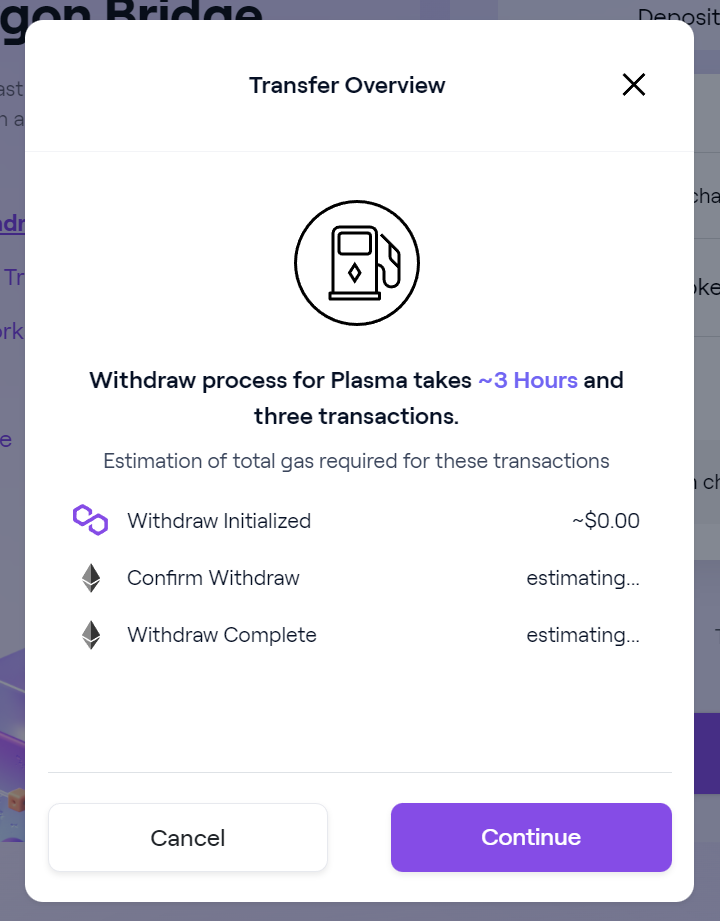 gon Bridge
Deposit
ast
n a
Transfer Overview
Withdraw process for Plasma takes ~3 Hours and
three transactions.
Estimation of total gas required for these transactions
Withdraw Initialized ~$0.00
Confirm Withdraw estimating...
Withdraw Complete estimating...
Cancel Continue